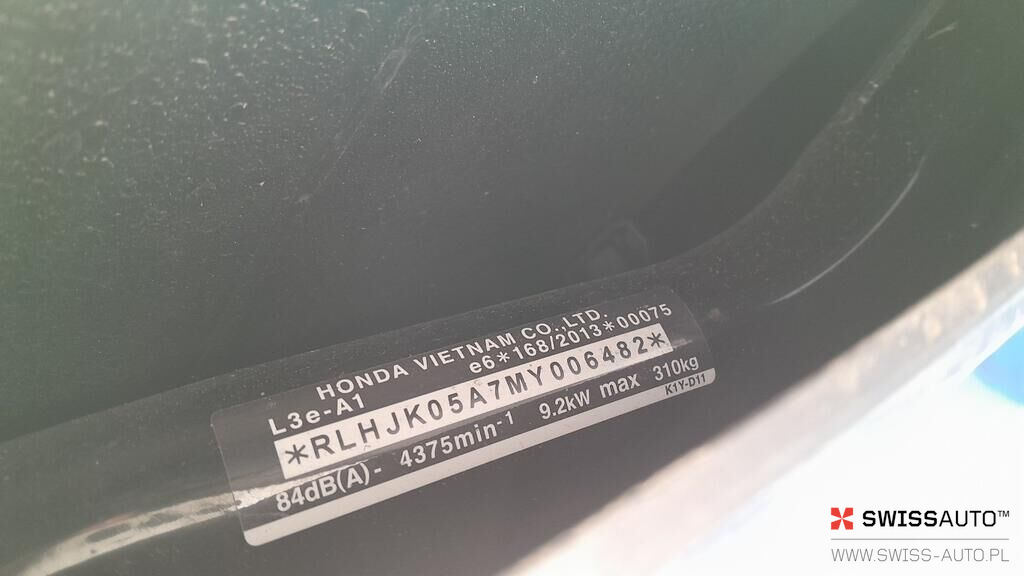 HONDA VIETNAM CO.,LTD.
L3e-A1 e6*168/2013*00075
*RLHJK05A7MY006482*
84dB(A)- 4375min-1 9.2kW max 310kg
K1Y-D11
SWISSAUTO™
WWW.SWISS-AUTO.PL